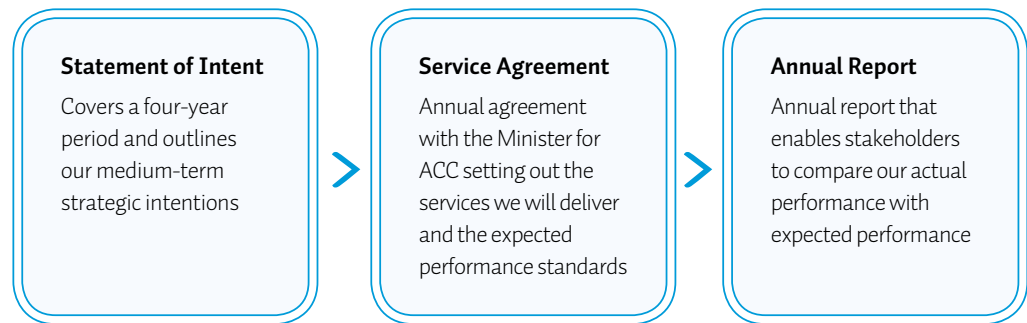 Statement of Intent
Covers a four-year
period and outlines
our medium-term
strategic intentions
Service Agreement
Annual agreement
with the Minister for
ACC setting out the
services we will deliver
and the expected
performance standards
Annual Report
Annual report that
enables stakeholders
to compare our actual
performance with
expected performance